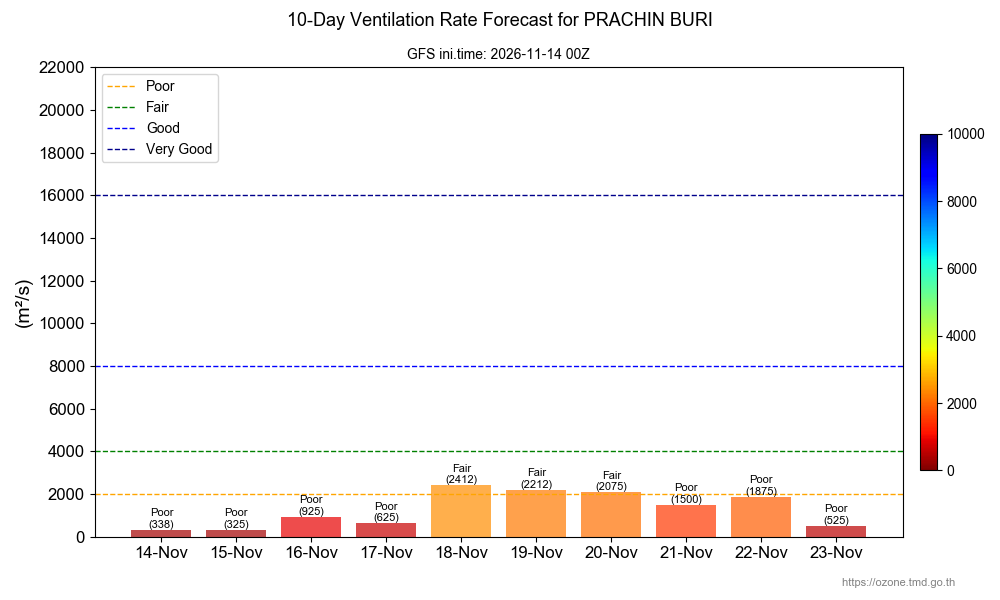 10-Day Ventilation Rate Forecast for PRACHIN BURI
GFS ini.time: 2026-11-14 00Z
22000
20000
18000
16000
14000
12000
10000
8000
6000
4000
2000
0
(m²/s)
Poor
Fair
Good
Very Good
Poor
(338)
Poor
(325)
Poor
(925)
Poor
(625)
Fair
(2412)
Fair
(2212)
Fair
(2075)
Poor
(1500)
Poor
(1875)
Poor
(525)
14-Nov
15-Nov
16-Nov
17-Nov
18-Nov
19-Nov
20-Nov
21-Nov
22-Nov
23-Nov
10000
8000
6000
4000
2000
0
https://ozone.tmd.go.th